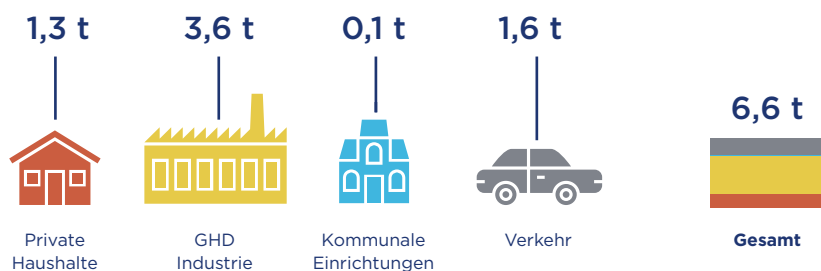 1,3 t
3,6 t
0,1 t
1,6 t
6,6 t
Private
Haushalte
GHD
Industrie
Kommunale
Einrichtungen
Verkehr
Gesamt